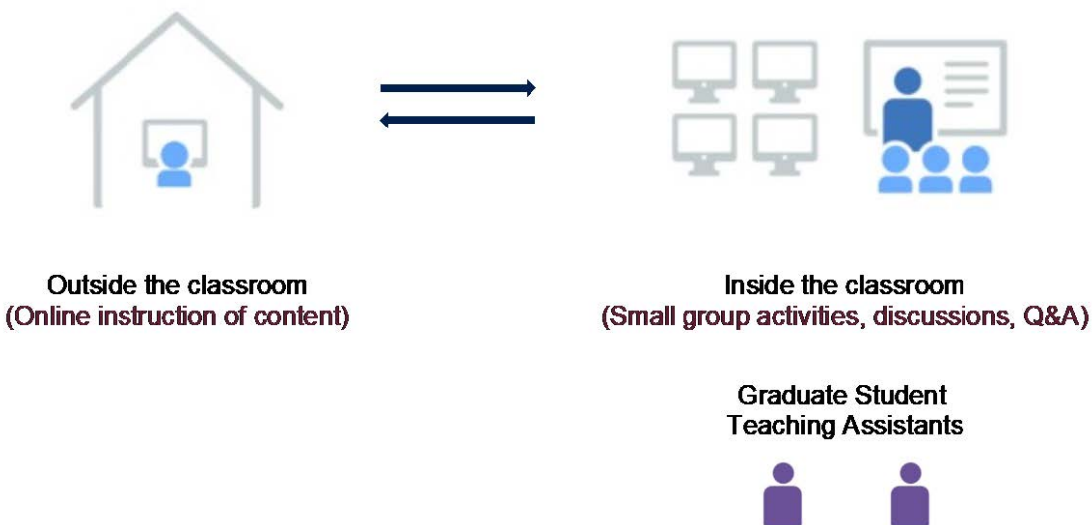 Outside the classroom
(Online instruction of content)
Inside the classroom
(Small group activities, discussions, Q&A)
Graduate Student
Teaching Assistants